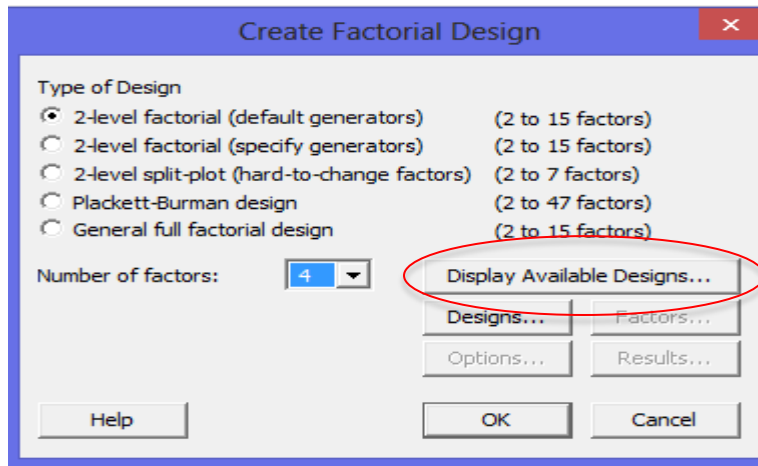 Create Factorial Design
Type of Design
2-level factorial (default generators) (2 to 15 factors)
2-level factorial (specify generators) (2 to 15 factors)
2-level split-plot (hard-to-change factors) (2 to 7 factors)
Plackett-Burman design (2 to 47 factors)
General full factorial design (2 to 15 factors)
Number of factors: 4 Display Available Designs...
Designs... Factors...
Options... Results...
Help OK Cancel